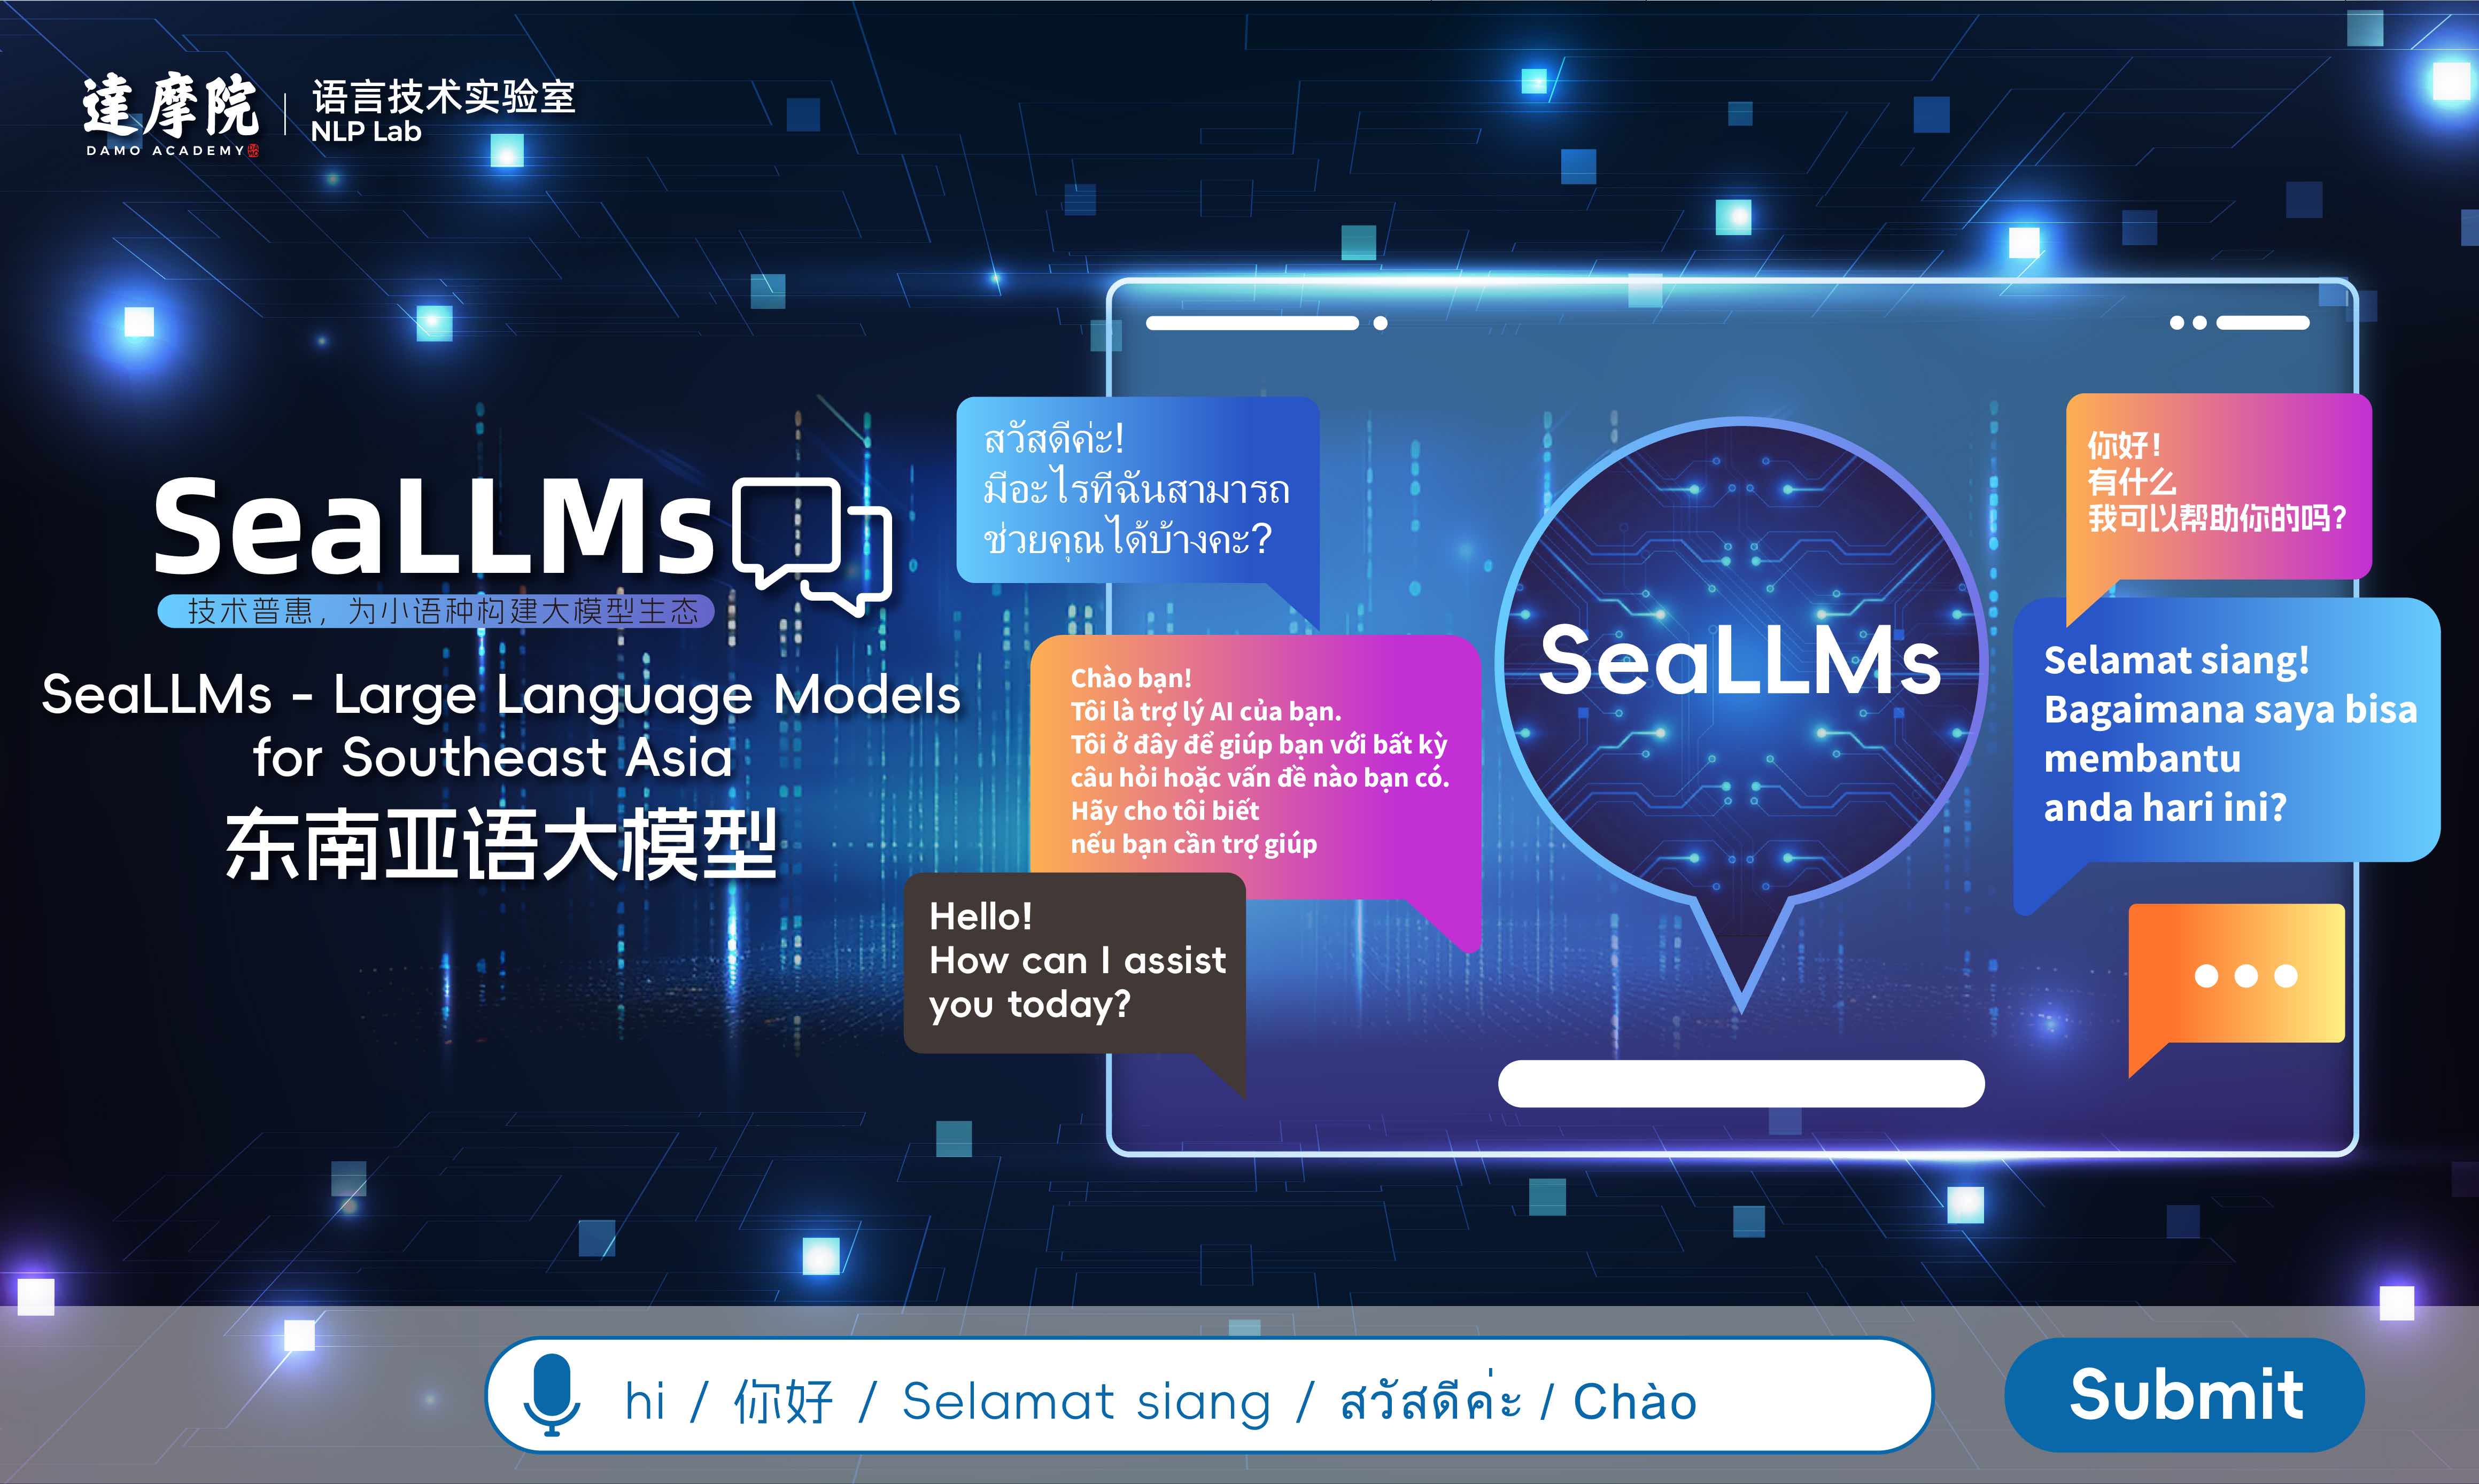 達摩院
DAMO ACADEMY
语言技术实验室
NLP Lab
SeaLLMs
技术普惠，为小语种构建大模型生态
SeaLLMs - Large Language Models
for Southeast Asia
东南亚语大模型
สวัสดีค่ะ!
มีอะไรที่ฉันสามารถ
ช่วยคุณได้บ้างคะ?
Chào bạn!
Tôi là trợ lý AI của bạn.
Tôi ở đây để giúp bạn với bất kỳ
câu hỏi hoặc vấn đề nào bạn có.
Hãy cho tôi biết
nếu bạn cần trợ giúp
Hello!
How can I assist
you today?
SeaLLMs
你好！
有什么
我可以帮助你的吗？
Selamat siang!
Bagaimana saya bisa
membantu
anda hari ini?
hi / 你好 / Selamat siang / สวัสดีค่ะ / Chào
Submit